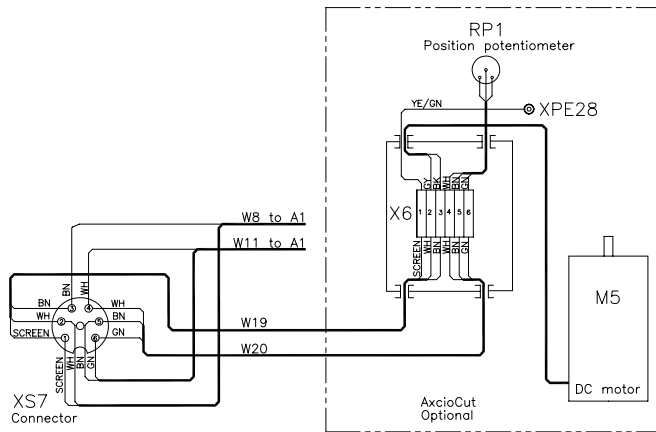 RP1
Position potentiometer
YE/GN
XPE28
GY
BK
WH
BN
GN
X6
1 2 3 4 5 6
SCREEN
WH
BN
WH
BN
GN
W8 to A1
W11 to A1
BN
WH
BN
3
4
WH
WH
2
5
BN
SCREEN
1
6
GN
W19
W20
SCREEN
WH
BN
GN
XS7
Connector
M5
DC motor
AxcioCut
Optional